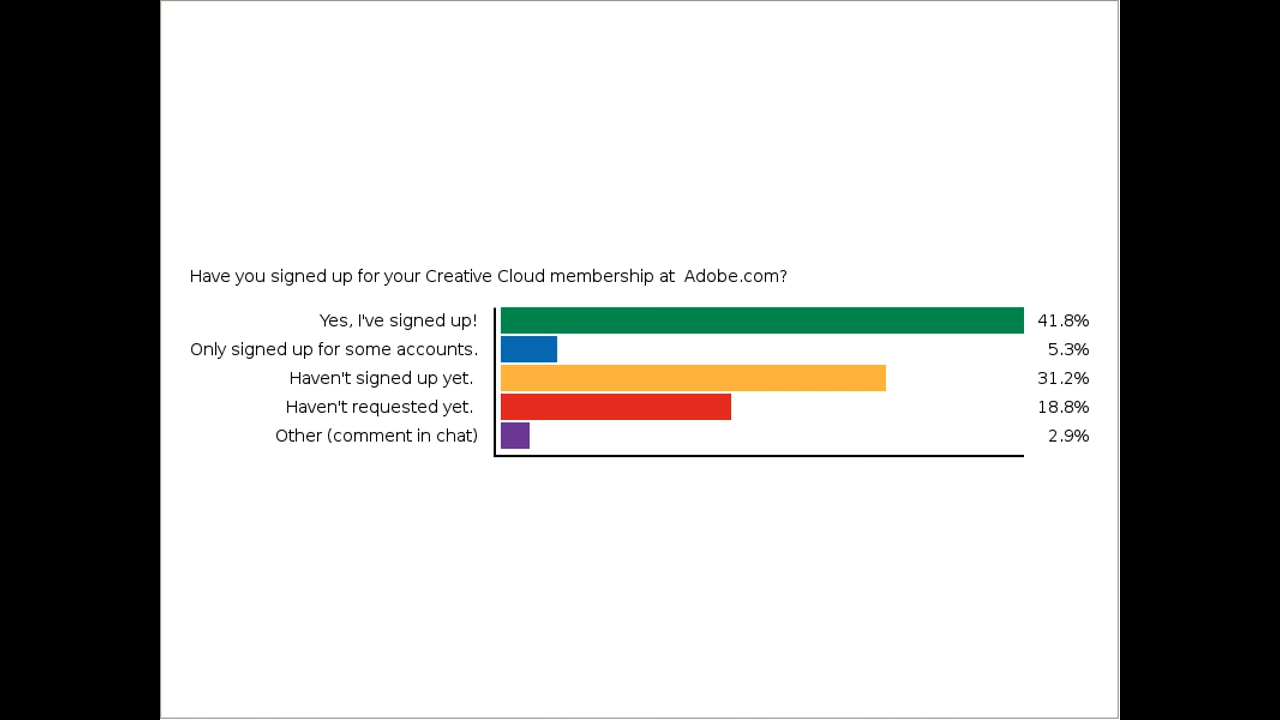 Have you signed up for your Creative Cloud membership at  Adobe.com?
Yes, I've signed up! 41.8%
Only signed up for some accounts. 5.3%
Haven't signed up yet. 31.2%
Haven't requested yet. 18.8%
Other (comment in chat) 2.9%